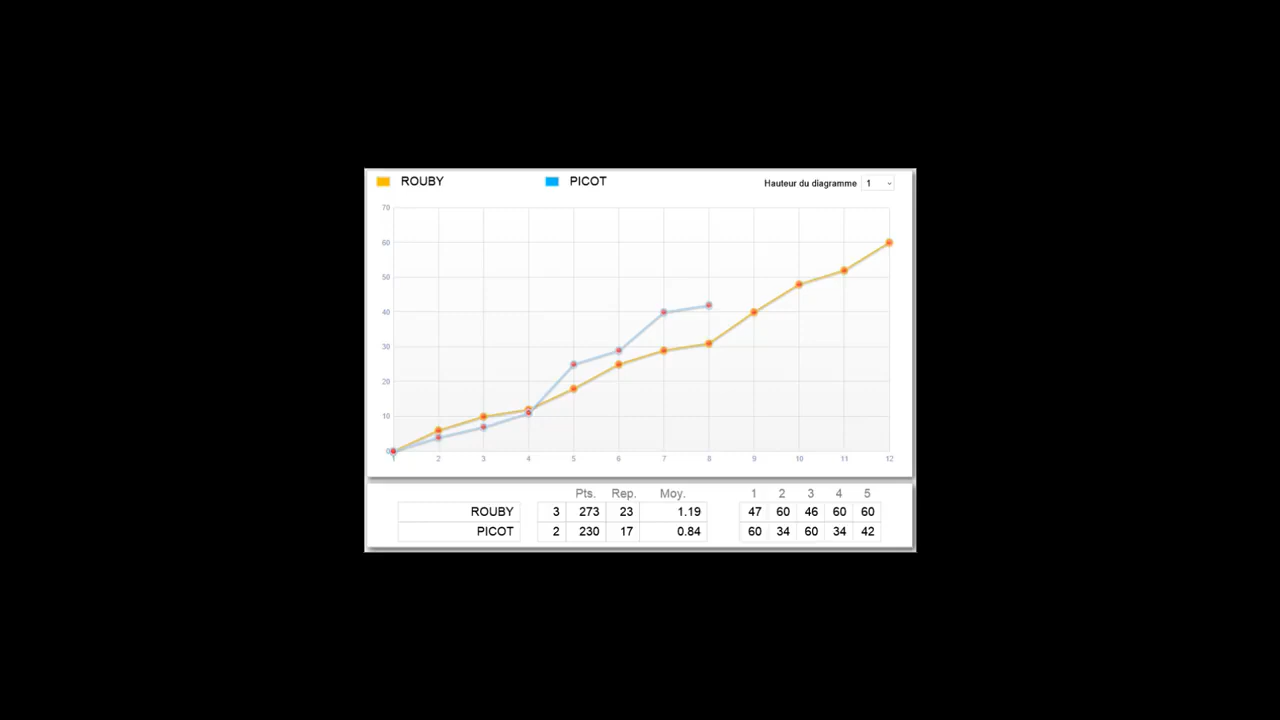 ROUBY PICOT Hauteur du diagramme 1
70
60
50
40
30
20
10
0
1 2 3 4 5 6 7 8 9 10 11 12
Pts. Rep. Moy. 1 2 3 4 5
ROUBY 3 273 23 1.19 47 60 46 60 60
PICOT 2 230 17 0.84 60 34 60 34 42